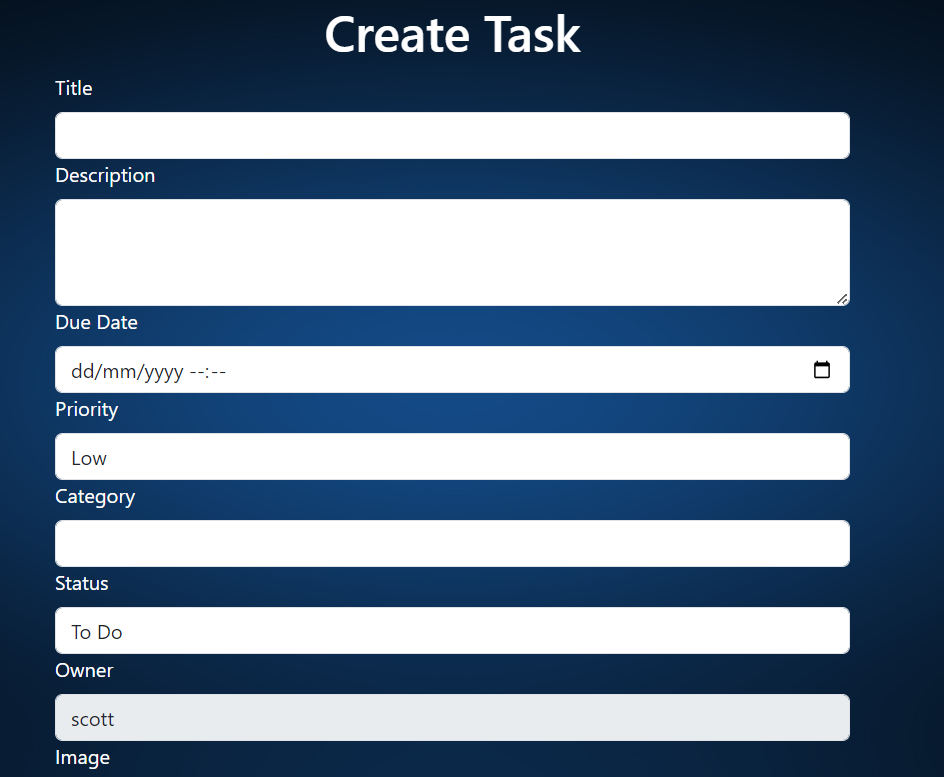 Create Task
Title
Description
Due Date
dd/mm/yyyy --:--
Priority
Low
Category
Status
To Do
Owner
scott
Image